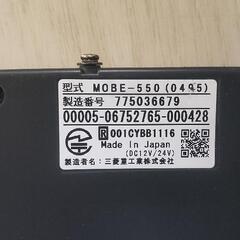 型式 MOBE-550(0495)
製造番号 775036679
00005-06752765-000428
R 001CYBB1116
Made In Japan
(DC12V/24V)
製造者名: 三菱重工業株式会社